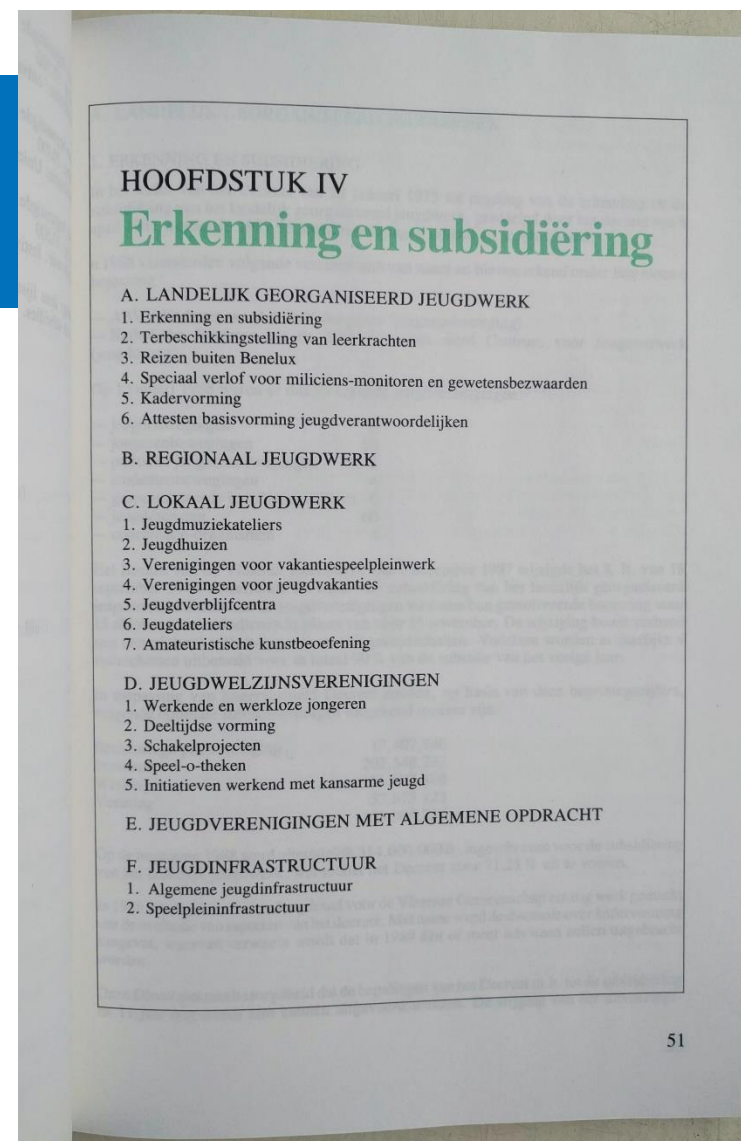 HOOFDSTUK IV
Erkenning en subsidiëring
A. LANDELIJK GEORGANISEERD JEUGDWERK
1. Erkenning en subsidiëring
2. Terbeschikkingstelling van leerkrachten
3. Reizen buiten Benelux
4. Speciaal verlof voor miliciens-monitoren en gewetensbezwaarden
5. Kadervorming
6. Attesten basisvorming jeugdverantwoordelijken
B. REGIONAAL JEUGDWERK
C. LOKAAL JEUGDWERK
1. Jeugdmuziekateliers
2. Jeugdhuizen
3. Verenigingen voor vakantiespeelpleinwerk
4. Verenigingen voor jeugdvakanties
5. Jeugdverblijfcentra
6. Jeugdateliers
7. Amateuristische kunstbeoefening
D. JEUGDWELZIJNSVERENIGINGEN
1. Werkende en werkloze jongeren
2. Deeltijdse vorming
3. Schakelprojecten
4. Speel-o-theken
5. Initiatieven werkend met kansarme jeugd
E. JEUGDVERENIGINGEN MET ALGEMENE OPDRACHT
F. JEUGDINFRASTRUCTUUR
1. Algemene jeugdinfrastructuur
2. Speelpleininfrastructuur
51